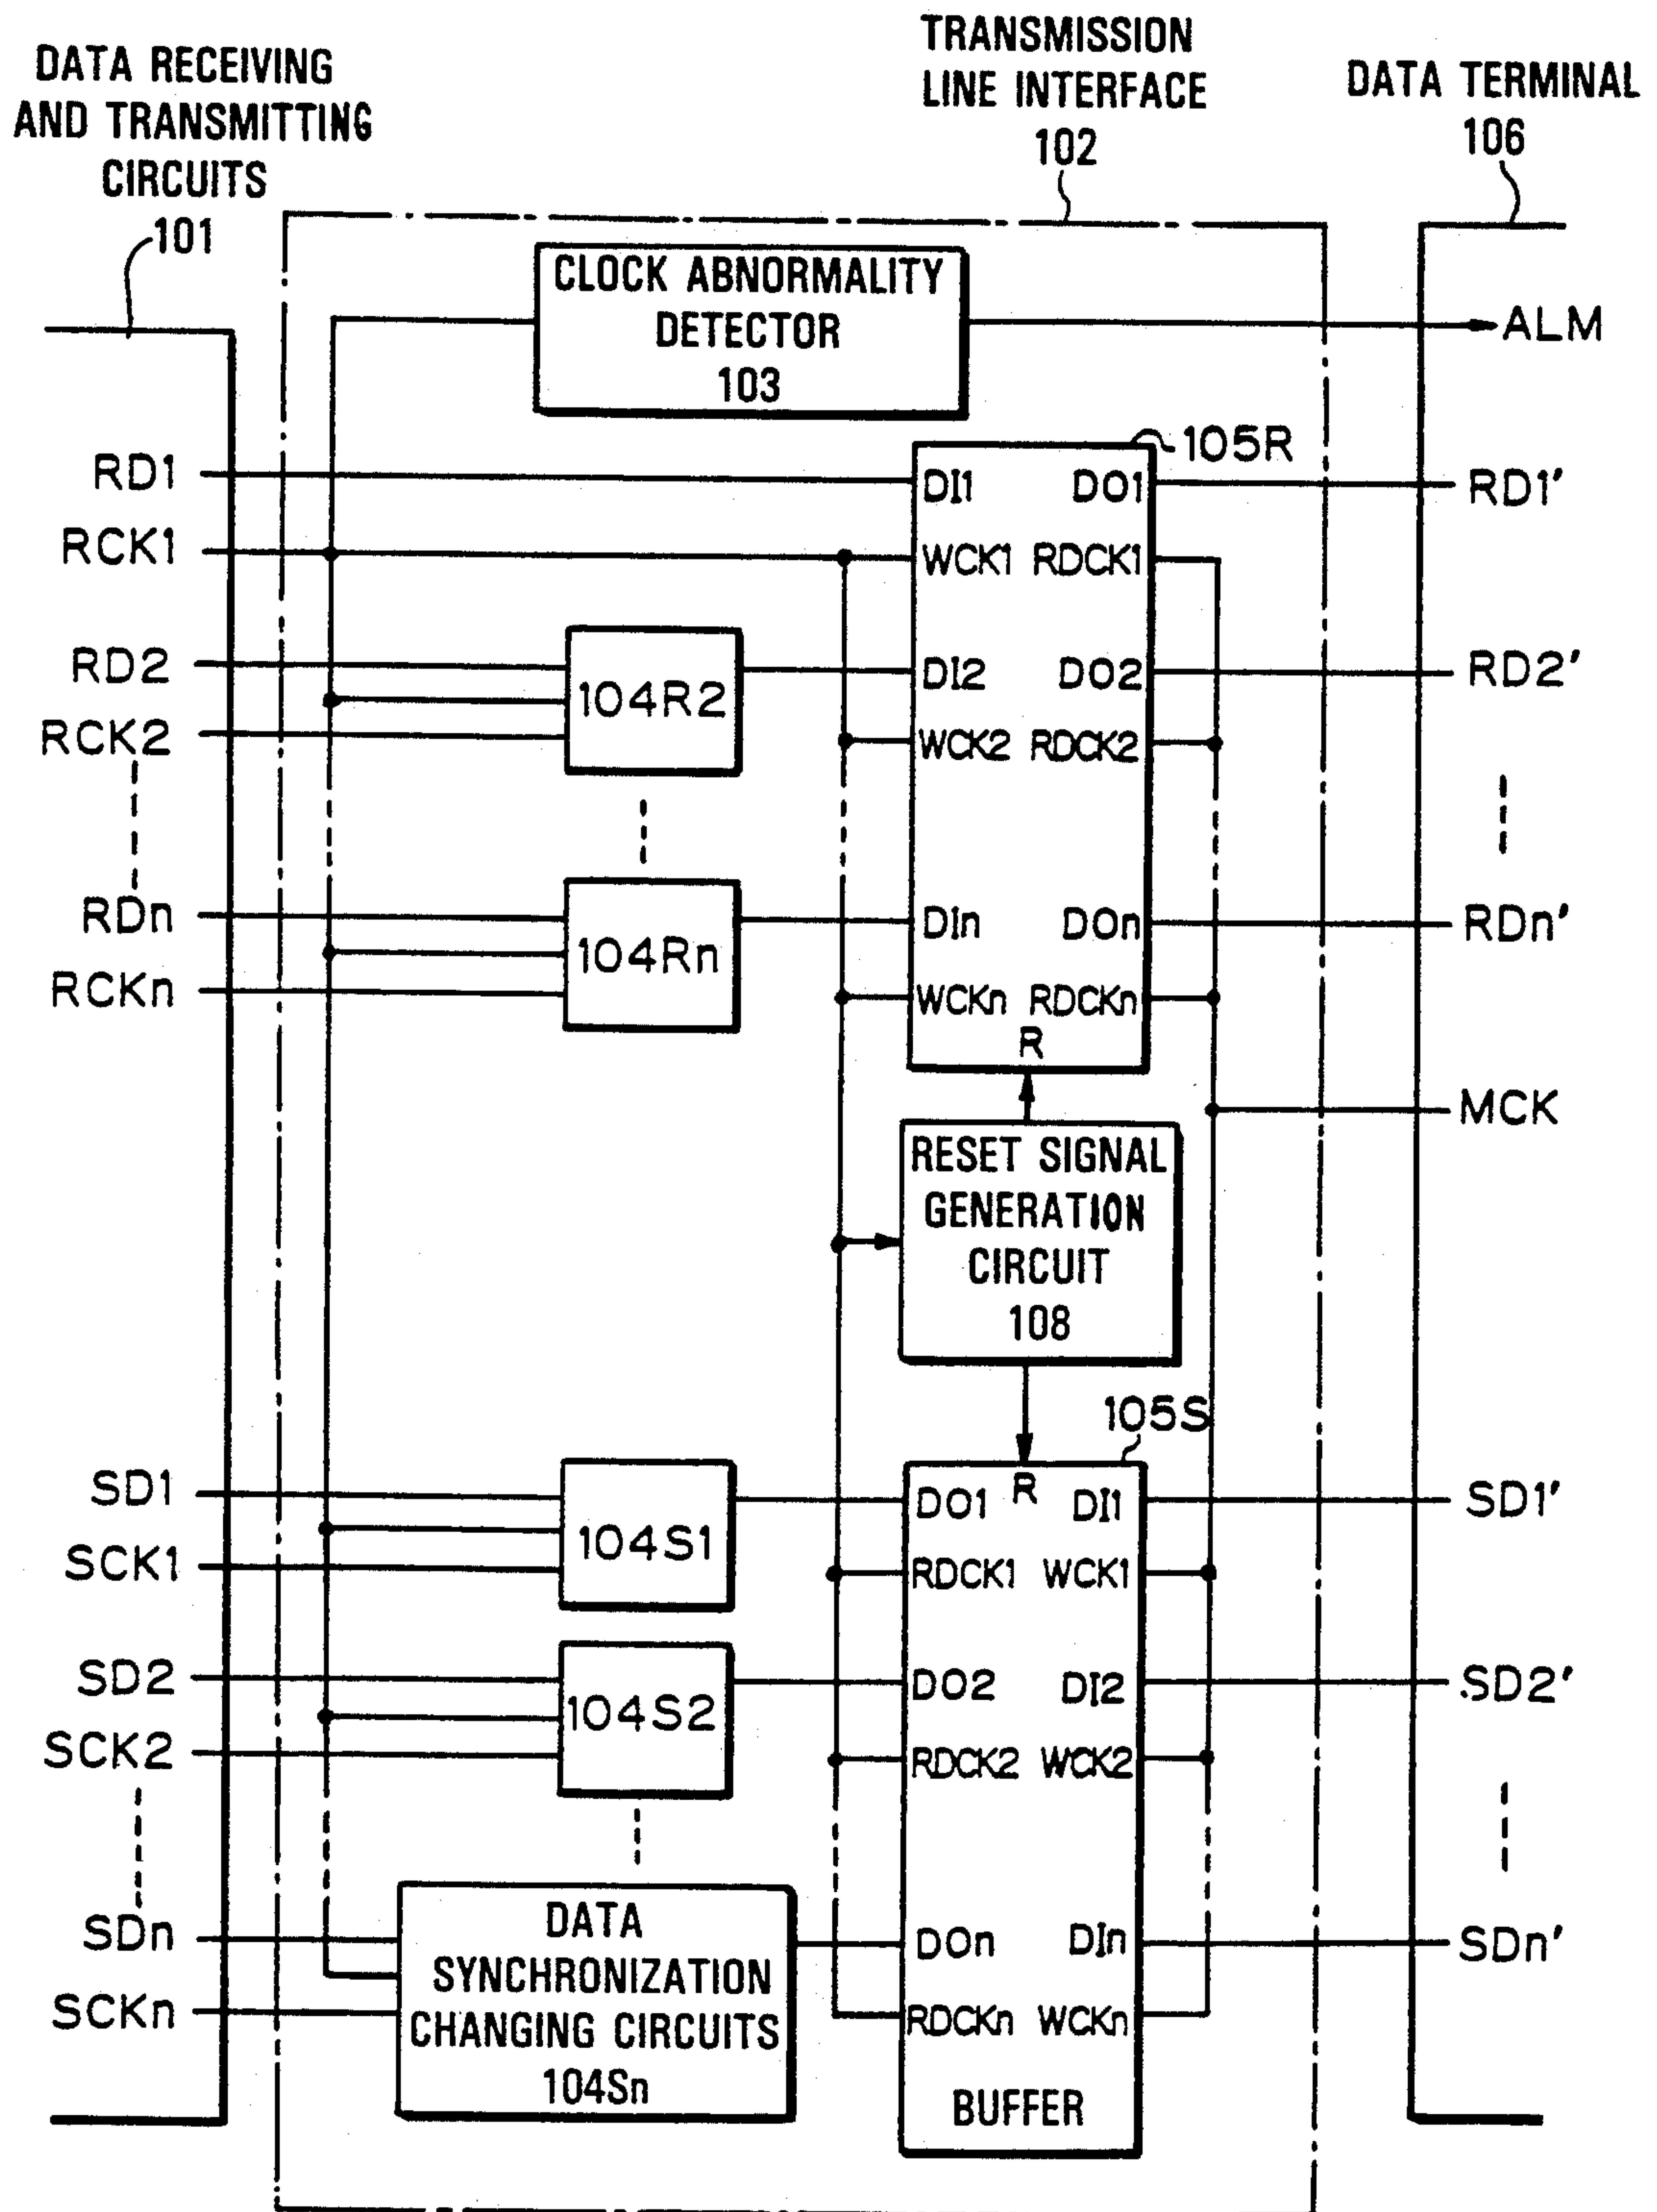 DATA RECEIVING
AND TRANSMITTING
CIRCUITS
101
TRANSMISSION
LINE INTERFACE
102
DATA TERMINAL
106
CLOCK ABNORMALITY
DETECTOR
103
ALM
105R
RD1
DI1
DO1
RD1'
RCK1
WCK1
RDCK1
RD2
104R2
DI2
DO2
RD2'
RCK2
WCK2
RDCK2
RDn
104Rn
DIn
DOn
RDn'
RCKn
WCKn
RDCKn
R
MCK
RESET SIGNAL
GENERATION
CIRCUIT
108
105S
R
SD1
104S1
DO1
DI1
SD1'
SCK1
RDCK1
WCK1
SD2
104S2
DO2
DI2
SD2'
SCK2
RDCK2
WCK2
SDn
DATA
SYNCHRONIZATION
CHANGING CIRCUITS
104Sn
DOn
DIn
SDn'
SCKn
RDCKn
WCKn
BUFFER